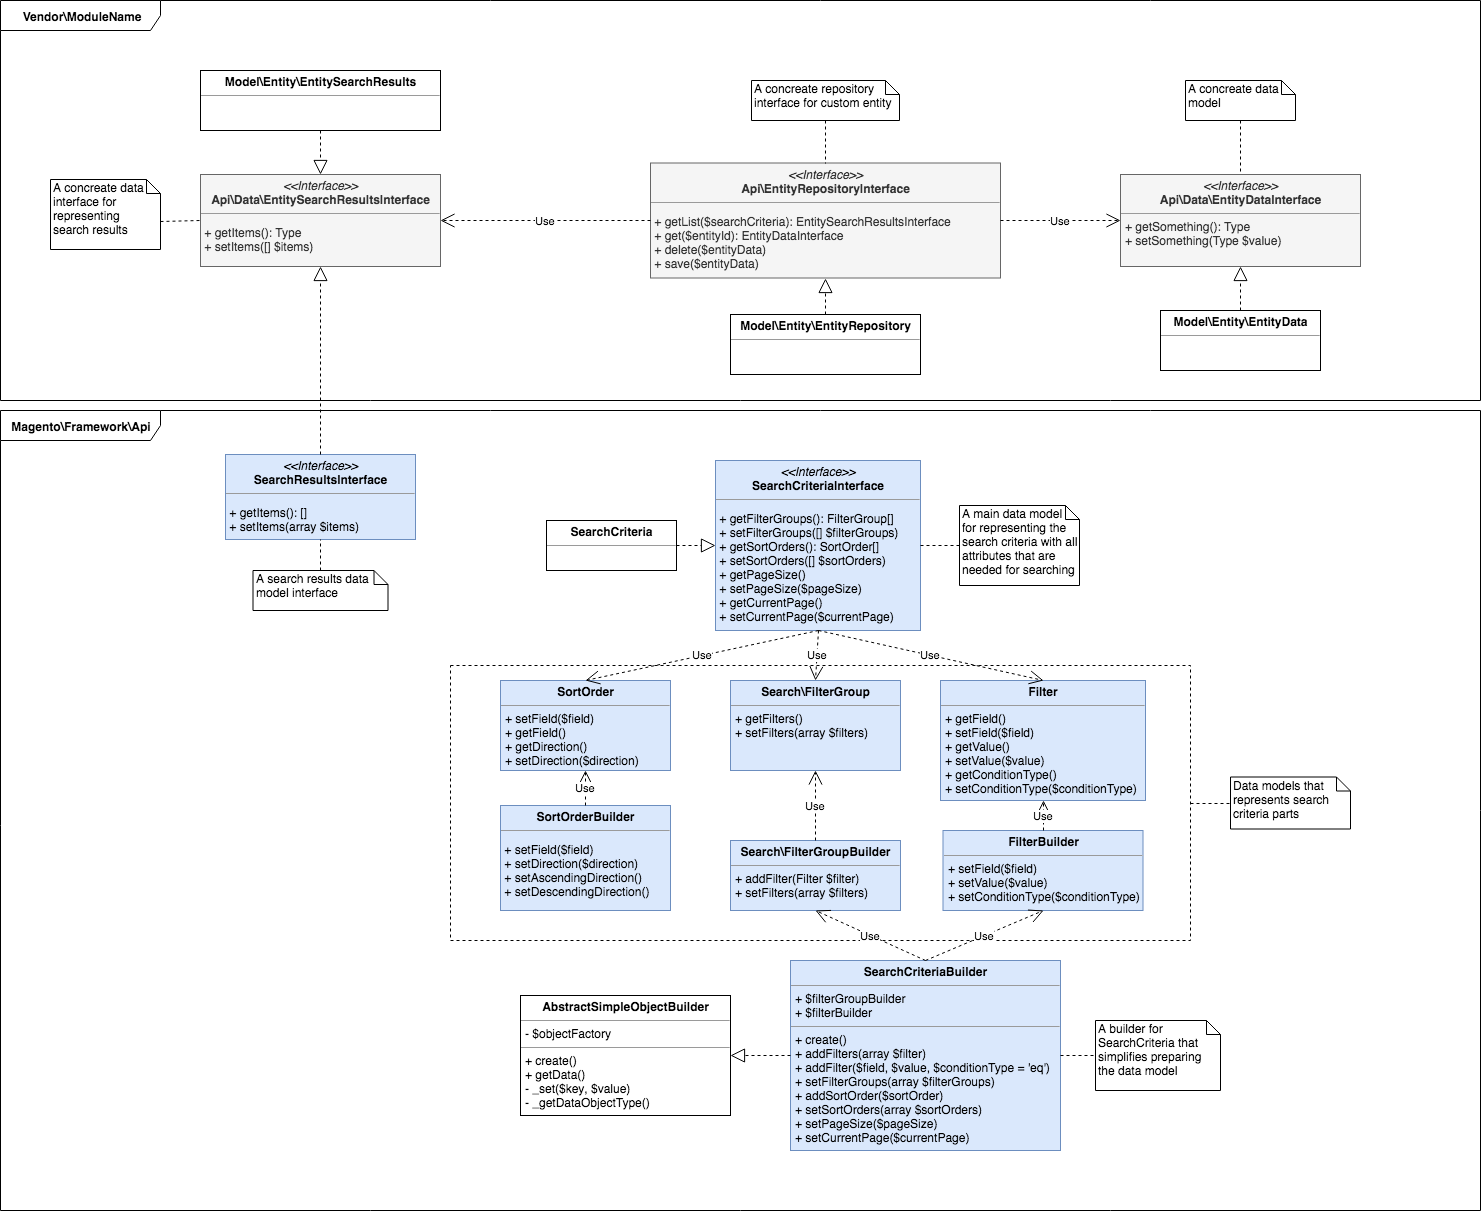 Vendor\ModuleName
Model\Entity\EntitySearchResults
A concreate repository
interface for custom entity
A concreate data
model
A concreate data
interface for
representing
search results
<<Interface>>
Api\Data\EntitySearchResultsInterface
+ getItems(): Type
+ setItems([] $items)
Use
<<Interface>>
Api\EntityRepositoryInterface
+ getList($searchCriteria): EntitySearchResultsInterface
+ get($entityId): EntityDataInterface
+ delete($entityData)
+ save($entityData)
Use
<<Interface>>
Api\Data\EntityDataInterface
+ getSomething(): Type
+ setSomething(Type $value)
Model\Entity\EntityRepository
Model\Entity\EntityData
Magento\Framework\Api
<<Interface>>
SearchResultsInterface
+ getItems(): []
+ setItems(array $items)
A search results data
model interface
SearchCriteria
<<Interface>>
SearchCriteriaInterface
+ getFilterGroups(): FilterGroup[]
+ setFilterGroups([] $filterGroups)
+ getSortOrders(): SortOrder[]
+ setSortOrders([] $sortOrders)
+ getPageSize()
+ setPageSize($pageSize)
+ getCurrentPage()
+ setCurrentPage($currentPage)
A main data model
for representing the
search criteria with all
attributes that are
needed for searching
Use
Use
Use
SortOrder
+ setField($field)
+ getField()
+ getDirection()
+ setDirection($direction)
Search\FilterGroup
+ getFilters()
+ setFilters(array $filters)
Filter
+ getField()
+ setField($field)
+ getValue()
+ setValue($value)
+ getConditionType()
+ setConditionType($conditionType)
Use
Use
Use
Data models that
represents search
criteria parts
SortOrderBuilder
+ setField($field)
+ setDirection($direction)
+ setAscendingDirection()
+ setDescendingDirection()
Search\FilterGroupBuilder
+ addFilter(Filter $filter)
+ setFilters(array $filters)
FilterBuilder
+ setField($field)
+ setValue($value)
+ setConditionType($conditionType)
Use
Use
SearchCriteriaBuilder
+ $filterGroupBuilder
+ $filterBuilder
+ create()
+ addFilters(array $filter)
+ addFilter($field, $value, $conditionType = 'eq')
+ setFilterGroups(array $filterGroups)
+ addSortOrder($sortOrder)
+ setSortOrders(array $sortOrders)
+ setPageSize($pageSize)
+ setCurrentPage($currentPage)
AbstractSimpleObjectBuilder
- $objectFactory
+ create()
+ getData()
- _set($key, $value)
- _getDataObjectType()
A builder for
SearchCriteria that
simplifies preparing
the data model